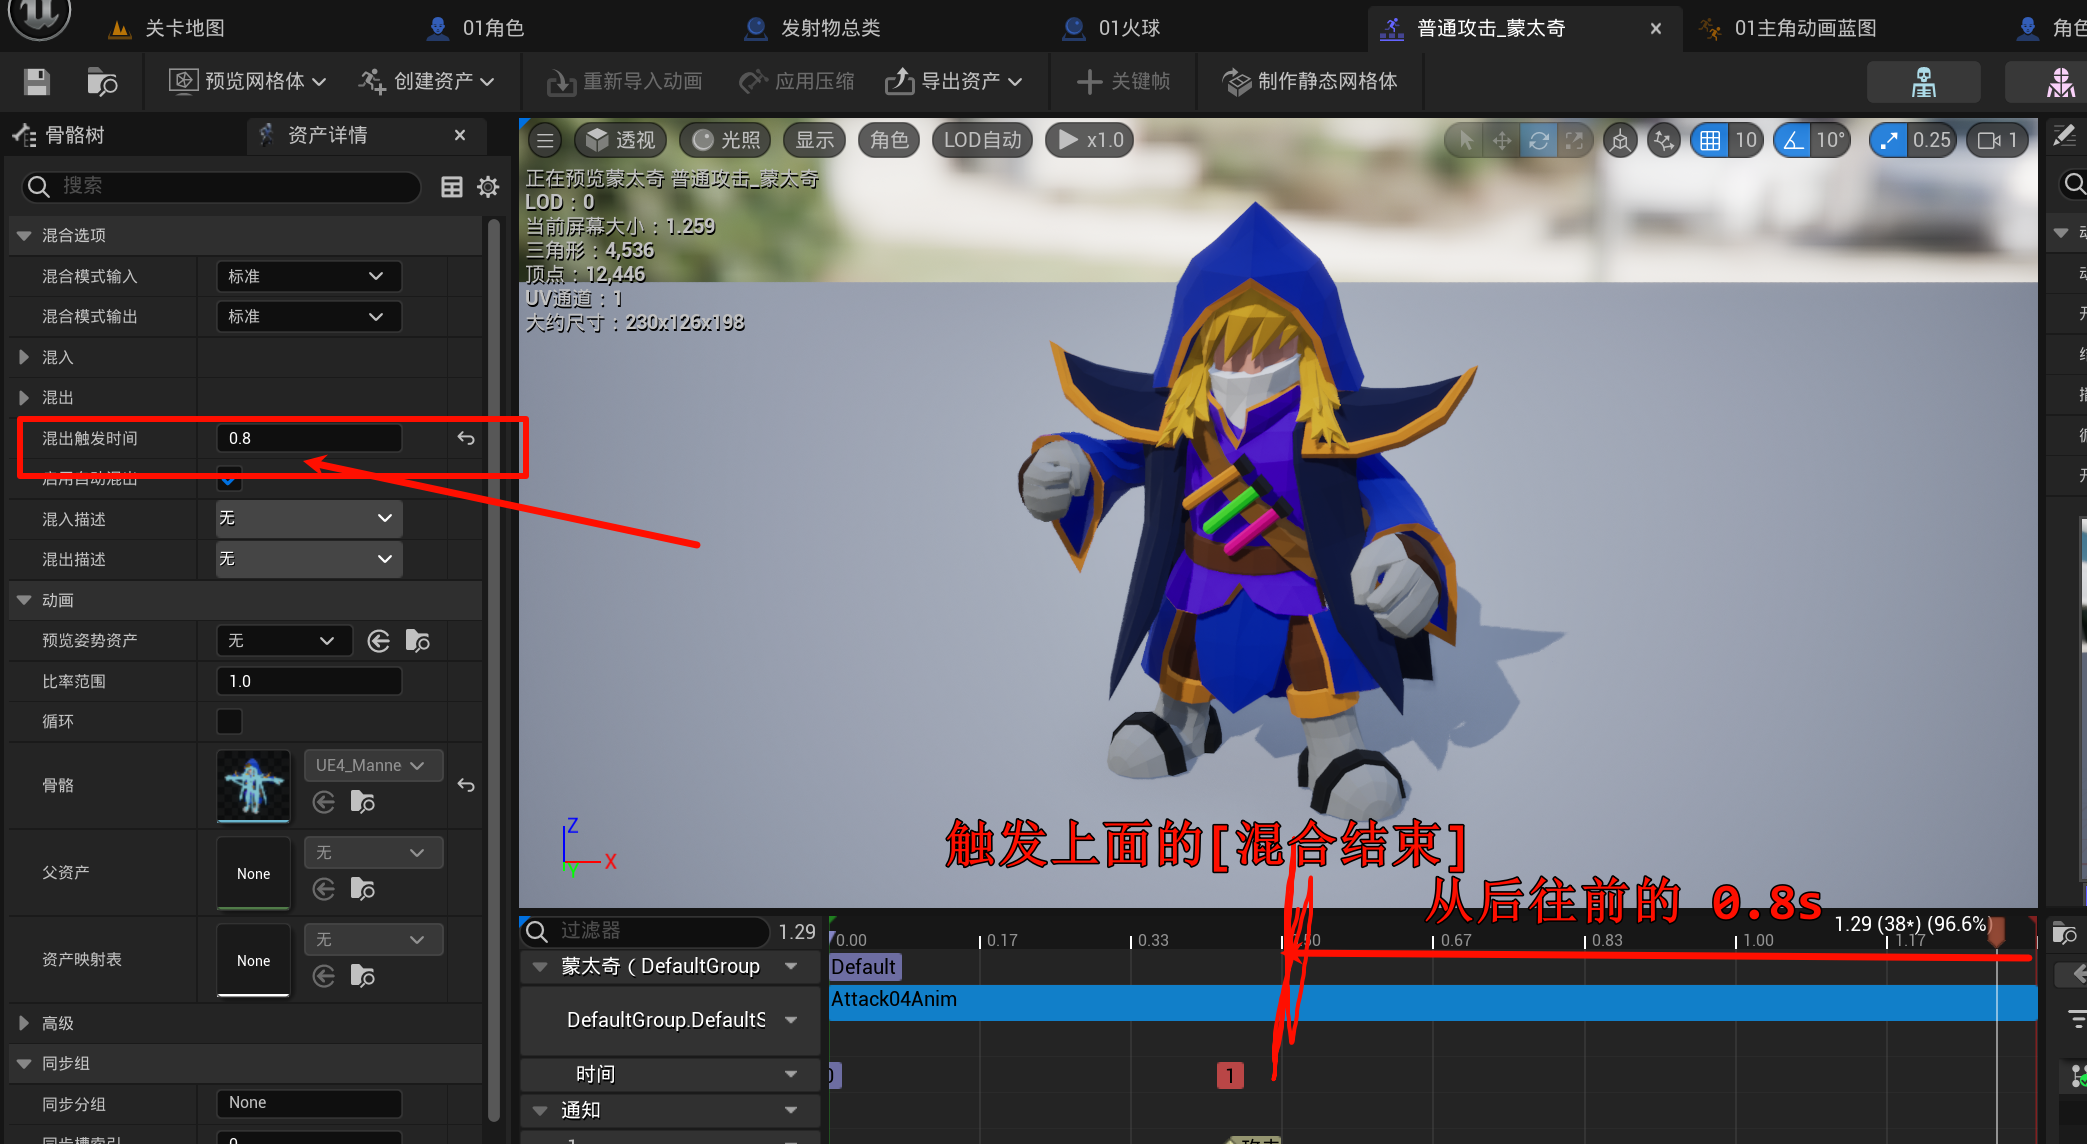 关卡地图
01角色
发射物总类
01火球
普通攻击_蒙太奇
01主角动画蓝图
角色
预览网格体
创建资产
重新导入动画
应用压缩
导出资产
关键帧
制作静态网格体
骨骼树
资产详情
搜索
混合选项
混合模式输入
标准
混合模式输出
标准
混入
混出
混出触发时间
0.8
启用自动混出
混入描述
无
混出描述
无
动画
预览姿势资产
无
比率范围
1.0
循环
骨骼
UE4_Manne
父资产
None
无
资产映射表
None
无
高级
同步组
同步分组
None
同步槽索引
0
透视
光照
显示
角色
LOD自动
x1.0
10
10°
0.25
1
正在预览蒙太奇 普通攻击_蒙太奇
LOD：0
当前屏幕大小：1.259
三角形：4,536
顶点：12,446
UV通道：1
大约尺寸：230x126x198
Z
X
Y
触发上面的[混合结束]
从后往前的 0.8s
过滤器
1.29
1.29 (38*) (96.6%)
0.00
0.17
0.33
0.50
0.67
0.83
1.00
1.17
蒙太奇（DefaultGroup
Default
Attack04Anim
DefaultGroup.DefaultS
时间
1
通知
1